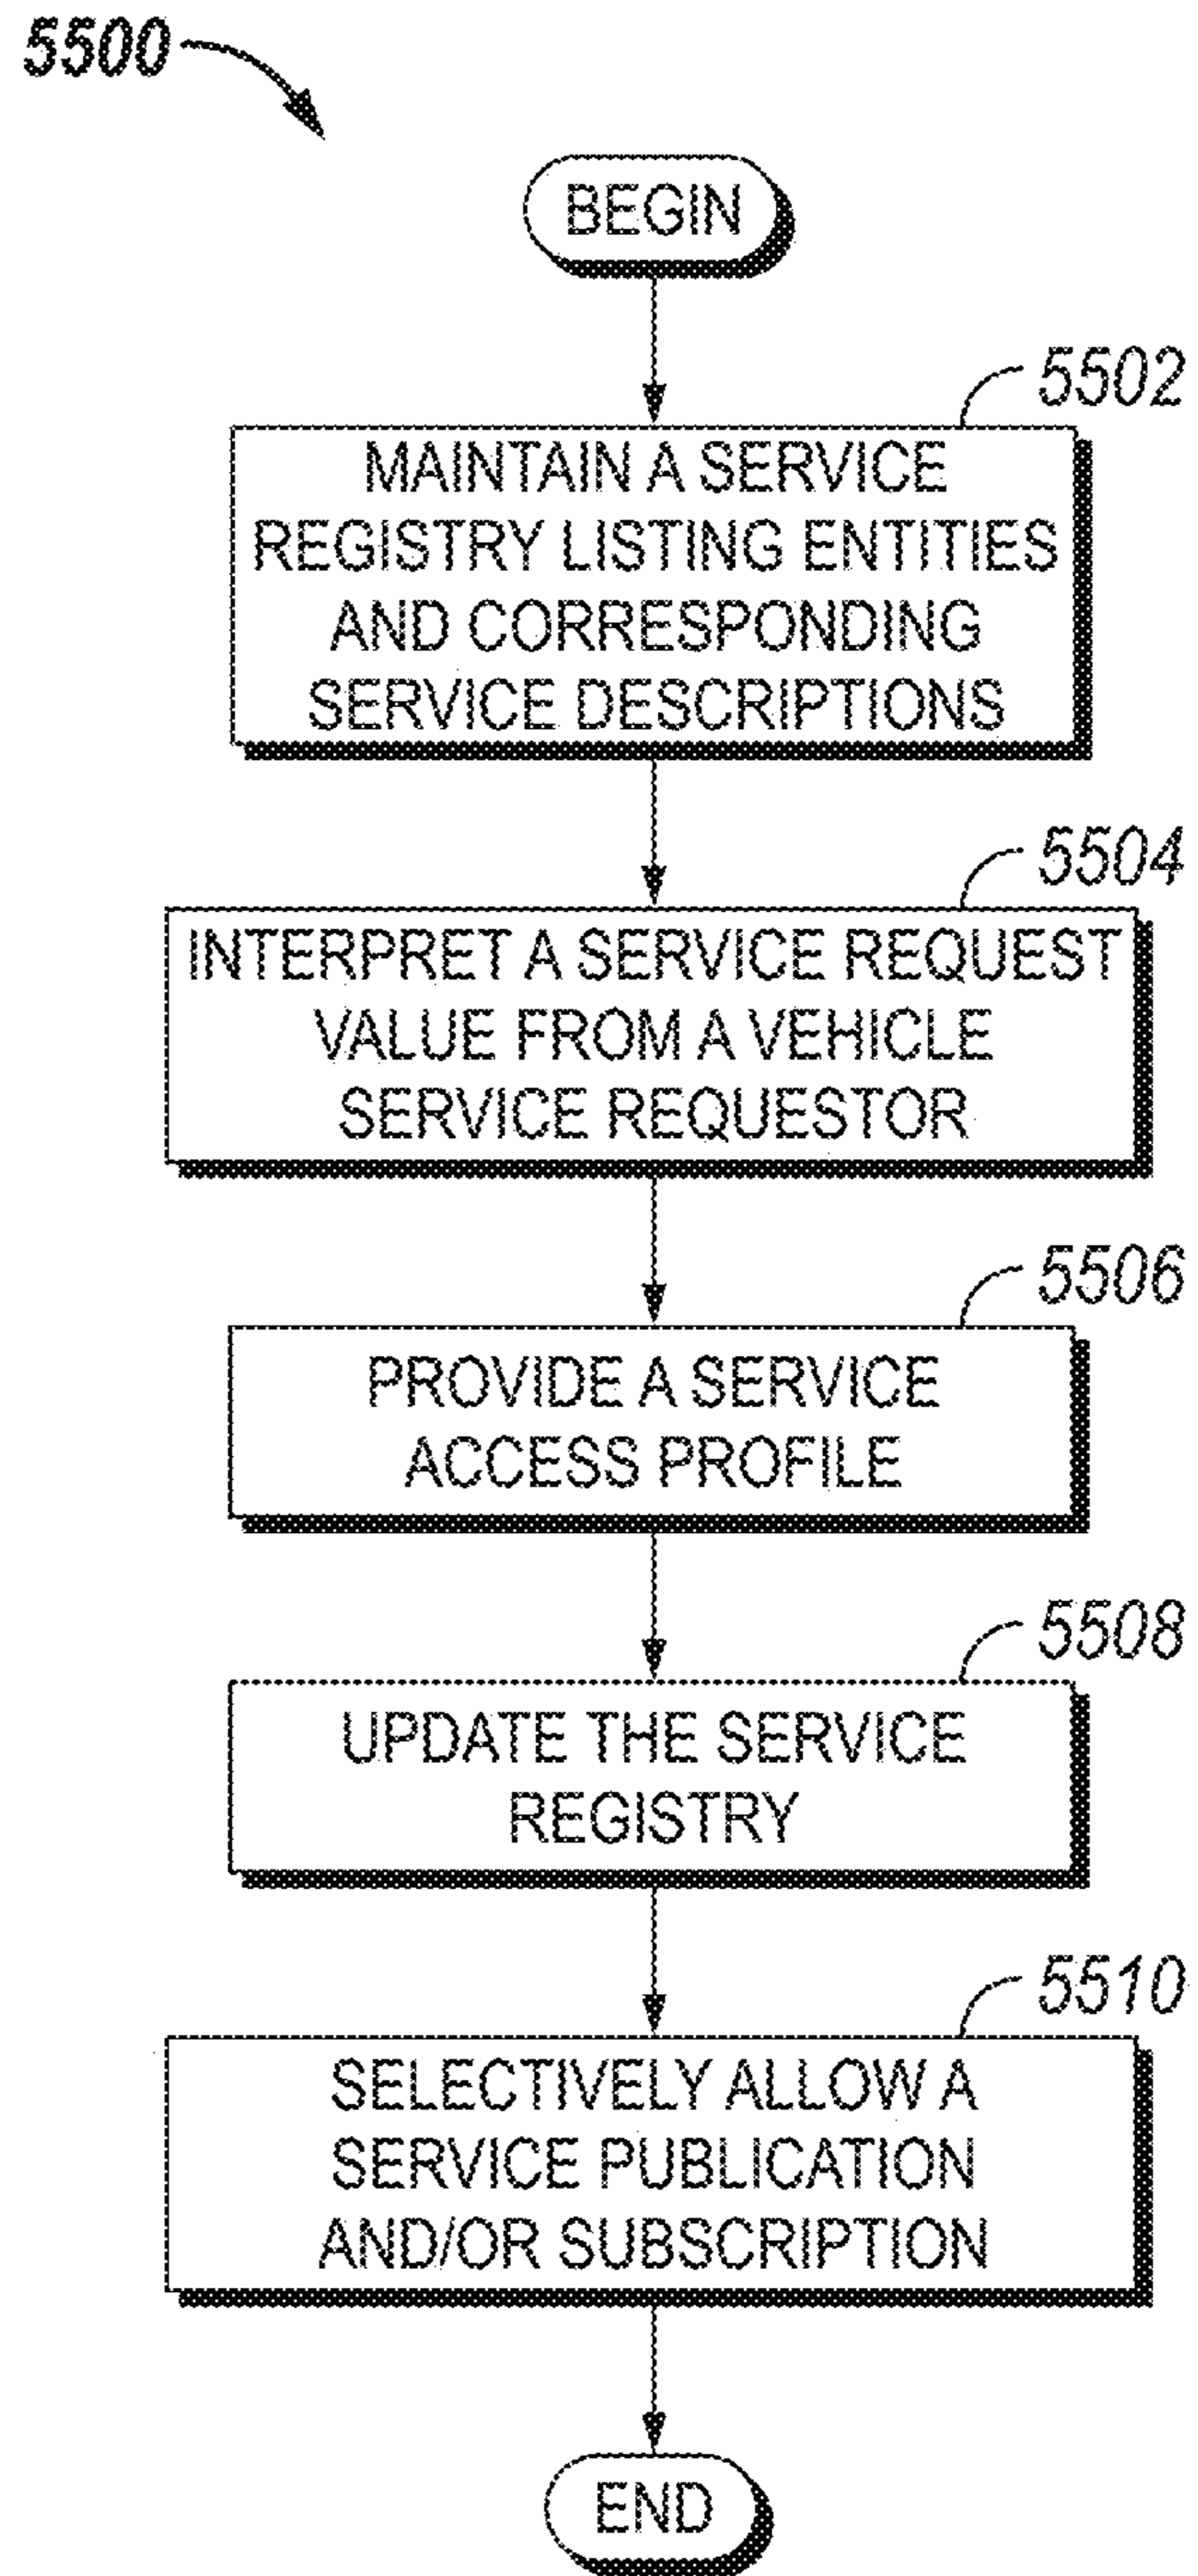 5500
BEGIN
5502
MAINTAIN A SERVICE
REGISTRY LISTING ENTITIES
AND CORRESPONDING
SERVICE DESCRIPTIONS
5504
INTERPRET A SERVICE REQUEST
VALUE FROM A VEHICLE
SERVICE REQUESTOR
5506
PROVIDE A SERVICE
ACCESS PROFILE
5508
UPDATE THE SERVICE
REGISTRY
5510
SELECTIVELY ALLOW A
SERVICE PUBLICATION
AND/OR SUBSCRIPTION
END